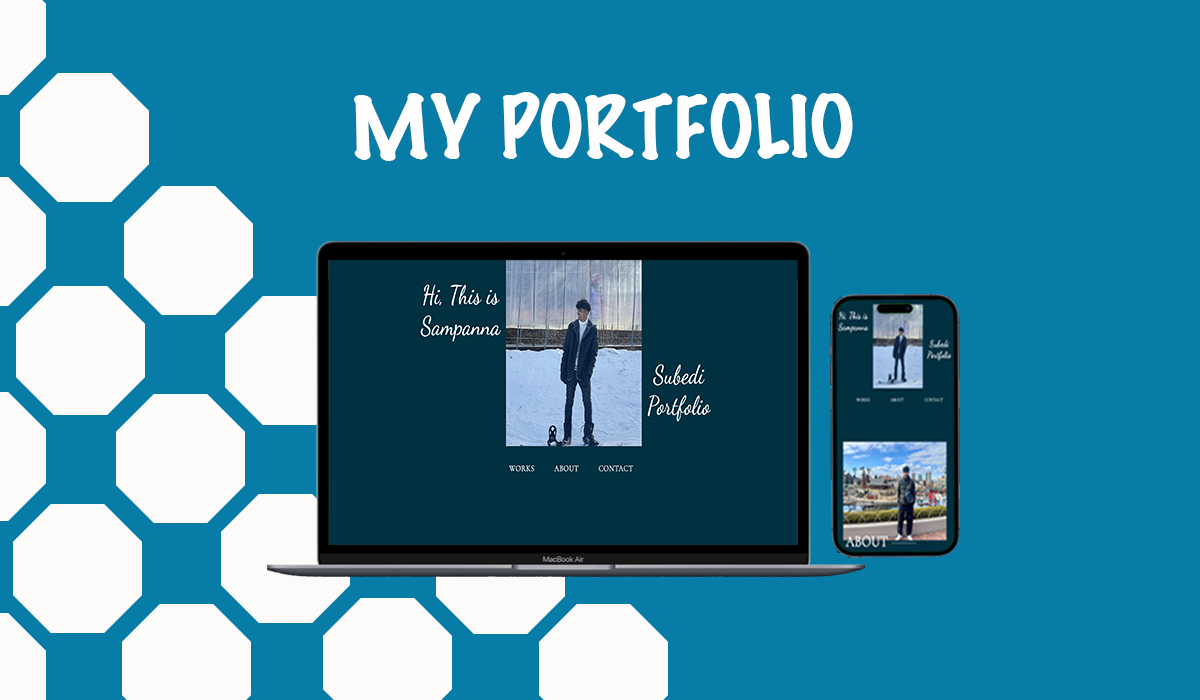 MY PORTFOLIO
Hi, This is
Sampanna
Subedi
Portfolio
WORKS ABOUT CONTACT
MacBook Air
Hi, This is
Sampanna
Subedi
Portfolio
WORKS ABOUT CONTACT
ABOUT